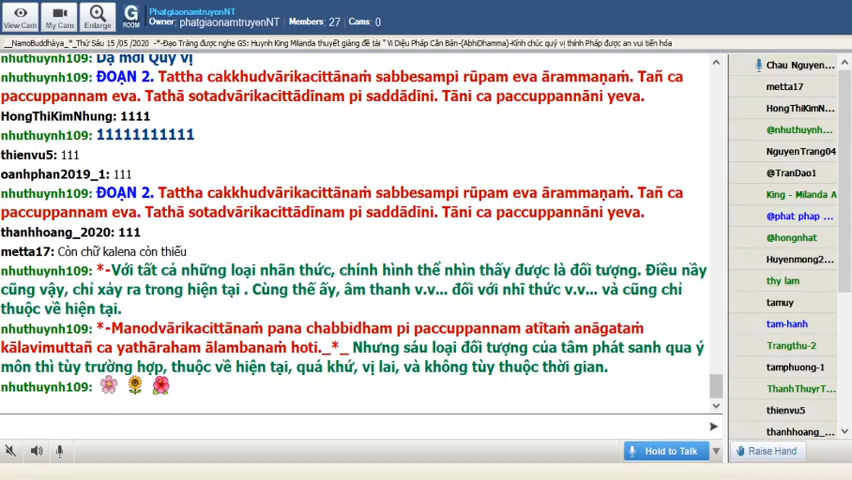 View Cam
My Cam
Enlarge
G
ROOM
PhatgiaonamtruyenNT
Owner: phatgiaonamtruyenNT Members: 27 Cams: 0
__NamoBuddhàya_*_Thứ Sáu 15 /05 /2020 -*-Đạo Tràng được nghe GS: Huynh King Milanda thuyết giảng đề tài " Vi Diệu Pháp Căn Bản-(AbhiDhamma)-Kính chúc quý vị thính Pháp được an vui tiến hóa
nhuthuynh109: Dạ mời Quý vị
nhuthuynh109: ĐOẠN 2. Tattha cakkhudvārikacittānaṁ sabbesampi rūpam eva ārammaṇaṁ. Tañ ca
paccuppannam eva. Tathā sotadvārikādīnam pi saddādīni. Tāni ca paccuppannāni yeva.
HongThiKimNhung: 1111
nhuthuynh109: 11111111111
thienvu5: 111
oanhphan2019_1: 111
nhuthuynh109: ĐOẠN 2. Tattha cakkhudvārikacittānaṁ sabbesampi rūpam eva ārammaṇaṁ. Tañ ca
paccuppannam eva. Tathā sotadvārikādīnam pi saddādīni. Tāni ca paccuppannāni yeva.
thanhhoang_2020: 111
metta17: Còn chữ kalena còn thiếu
nhuthuynh109: *-Với tất cả những loại nhãn thức, chính hình thể nhìn thấy được là đối tượng. Điều nầy
cũng vậy, chỉ xảy ra trong hiện tại . Cùng thế ấy, âm thanh v.v... đối với nhĩ thức v.v... và cũng chỉ
thuộc về hiện tại.
nhuthuynh109: *-Manodvārikacittānaṁ pana chabbidham pi paccuppannam atītaṁ anāgataṁ
kālavimuttañ ca yathāraham ālambanaṁ hoti._*_ Nhưng sáu loại đối tượng của tâm phát sanh qua ý
môn thì tùy trường hợp, thuộc về hiện tại, quá khứ, vị lai, và không tùy thuộc thời gian.
nhuthuynh109:
Hold to Talk
Chau Nguyen...
metta17
HongThiKimN...
@nhuthuynh...
NguyenTrang04
@TranDao1
King - Milanda A
@phat phap ...
@hongnhat
Huyenmong2...
thy lam
tamuy
tam-hanh
Trangthu-2
tamphuong-1
ThanhThuyrT...
thienvu5
thanhhoang_...
Raise Hand